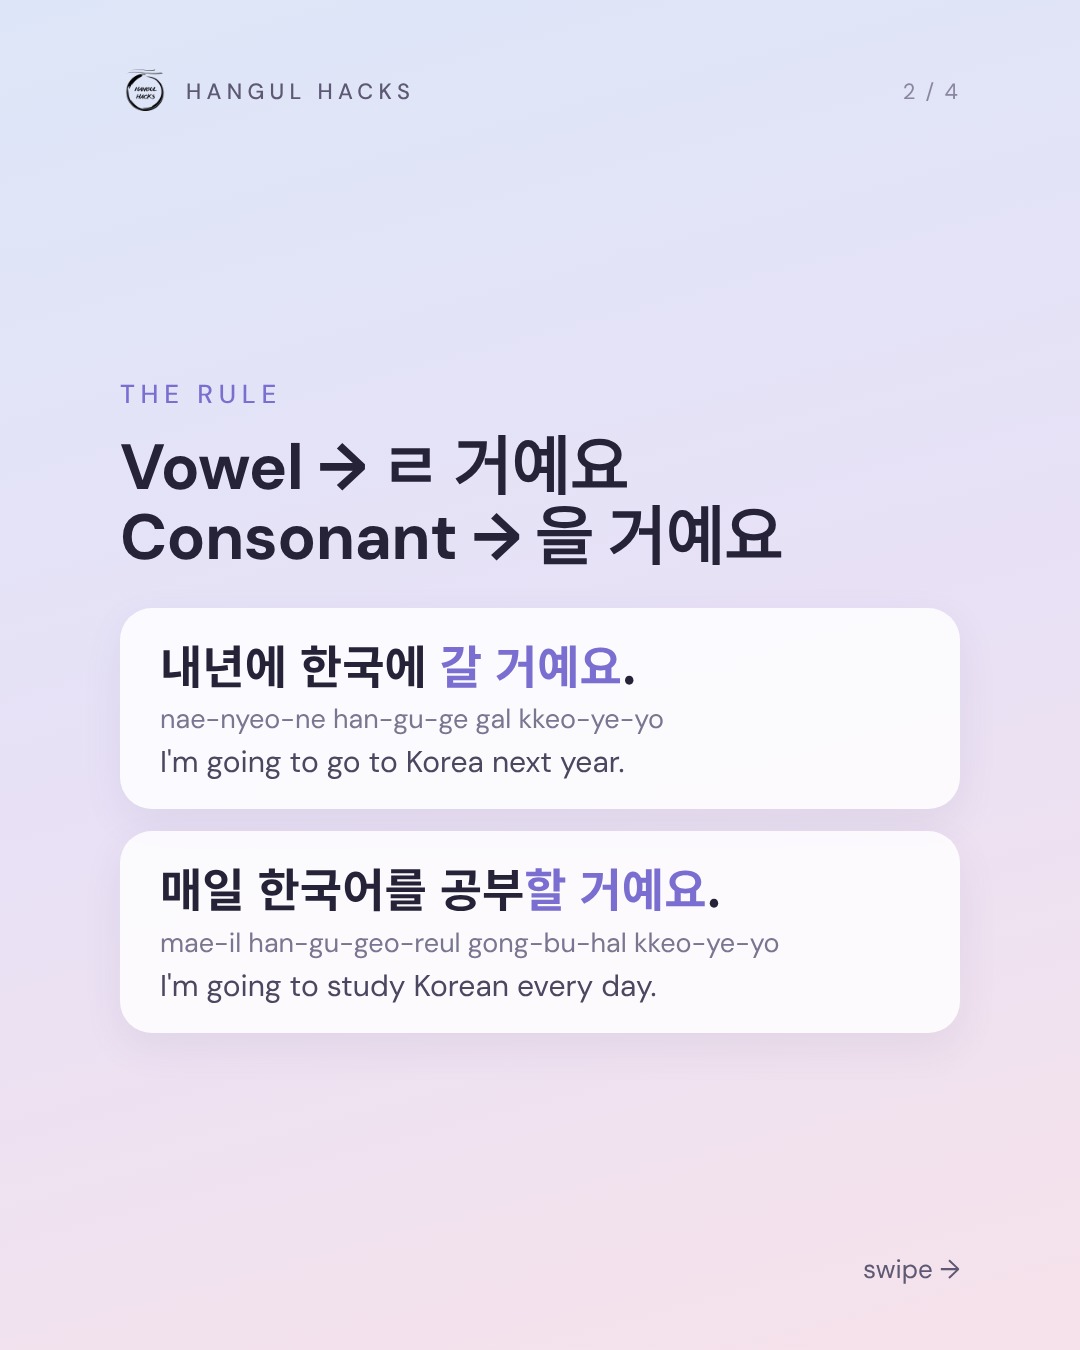 HANGUL HACKS
HANGUL HACKS
2 / 4
THE RULE
Vowel → ㄹ 거예요
Consonant → 을 거예요
내년에 한국에 갈 거예요.
nae-nyeo-ne han-gu-ge gal kkeo-ye-yo
I'm going to go to Korea next year.
매일 한국어를 공부할 거예요.
mae-il han-gu-geo-reul gong-bu-hal kkeo-ye-yo
I'm going to study Korean every day.
swipe →